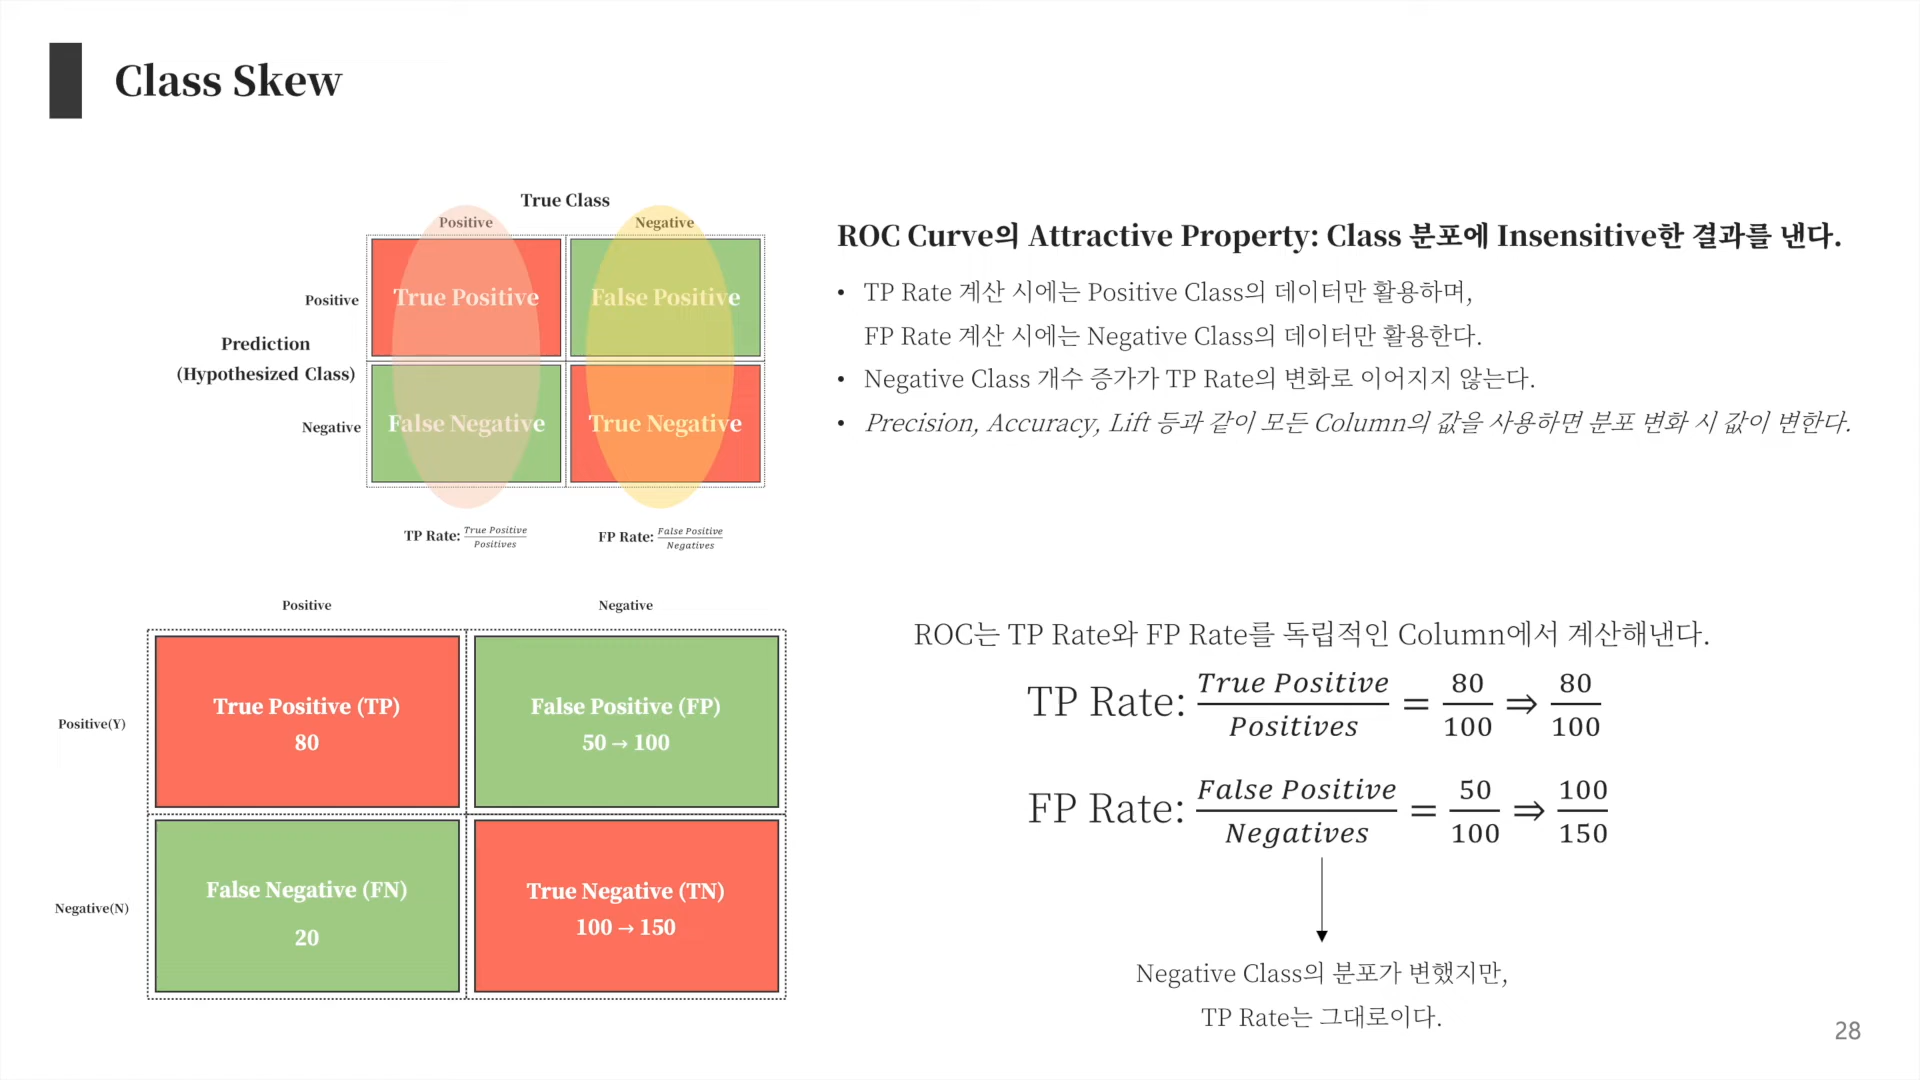 Class Skew
True Class
Positive
Negative
Prediction
(Hypothesized Class)
Positive
True Positive
False Positive
Negative
False Negative
True Negative
TP Rate: True Positive / Positives
FP Rate: False Positive / Negatives
ROC Curve의 Attractive Property: Class 분포에 Insensitive한 결과를 낸다.
• TP Rate 계산 시에는 Positive Class의 데이터만 활용하며,
FP Rate 계산 시에는 Negative Class의 데이터만 활용한다.
• Negative Class 개수 증가가 TP Rate의 변화로 이어지지 않는다.
• Precision, Accuracy, Lift 등과 같이 모든 Column의 값을 사용하면 분포 변화 시 값이 변한다.
Positive
Negative
Positive(Y)
True Positive (TP)
80
False Positive (FP)
50 → 100
Negative(N)
False Negative (FN)
20
True Negative (TN)
100 → 150
ROC는 TP Rate와 FP Rate를 독립적인 Column에서 계산해낸다.
TP Rate: True Positive / Positives = 80 / 100 ⇒ 80 / 100
FP Rate: False Positive / Negatives = 50 / 100 ⇒ 100 / 150
Negative Class의 분포가 변했지만,
TP Rate는 그대로이다.
28